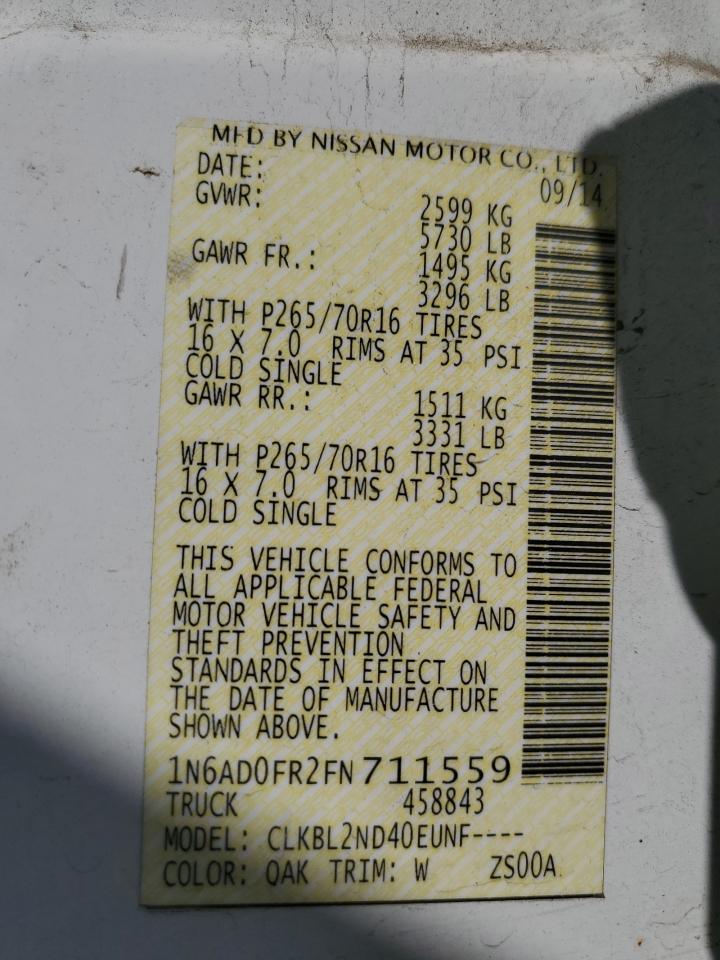 MFD BY NISSAN MOTOR CO., LTD.
DATE: 09/14
GVWR: 2599 KG
5730 LB
GAWR FR.: 1495 KG
3296 LB
WITH P265/70R16 TIRES
16 X 7.0 RIMS AT 35 PSI
COLD SINGLE
GAWR RR.: 1511 KG
3331 LB
WITH P265/70R16 TIRES
16 X 7.0 RIMS AT 35 PSI
COLD SINGLE
THIS VEHICLE CONFORMS TO
ALL APPLICABLE FEDERAL
MOTOR VEHICLE SAFETY AND
THEFT PREVENTION
STANDARDS IN EFFECT ON
THE DATE OF MANUFACTURE
SHOWN ABOVE.
1N6AD0FR2FN711559
TRUCK 458843
MODEL: CLKBL2ND40EUNF----
COLOR: QAK TRIM: W ZS00A